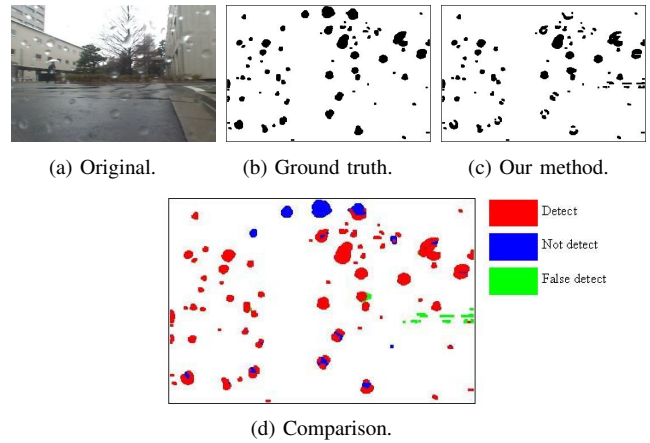 (a) Original.
(b) Ground truth.
(c) Our method.
Detect
Not detect
False detect
(d) Comparison.